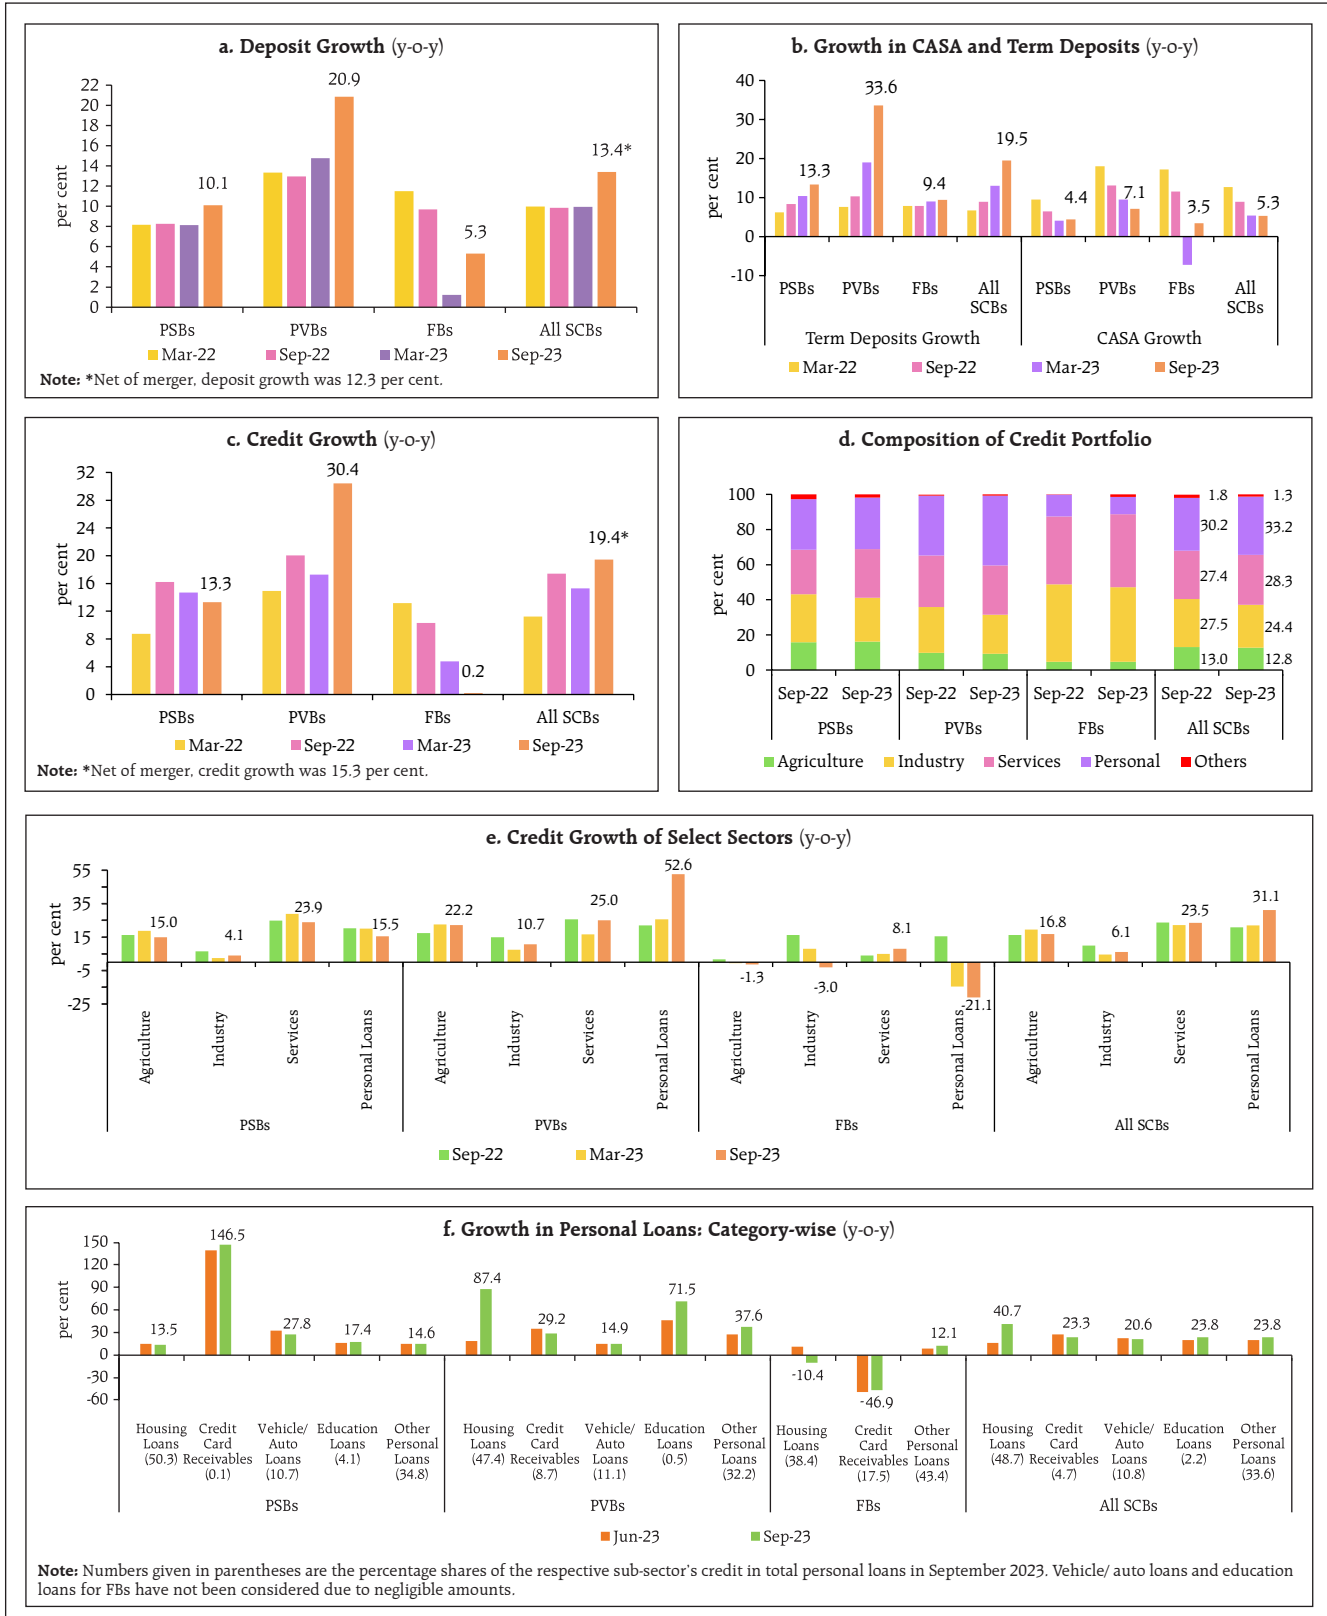 a. Deposit Growth (y-o-y)
per cent
22
20
18
16
14
12
10
8
6
4
2
0
10.1
20.9
5.3
13.4*
PSBs PVBs FBs All SCBs
Mar-22 Sep-22 Mar-23 Sep-23
Note: *Net of merger, deposit growth was 12.3 per cent.
b. Growth in CASA and Term Deposits (y-o-y)
per cent
40
30
20
10
0
-10
13.3
33.6
9.4
19.5
4.4
7.1
3.5
5.3
PSBs PVBs FBs All SCBs PSBs PVBs FBs All SCBs
Term Deposits Growth CASA Growth
Mar-22 Sep-22 Mar-23 Sep-23
c. Credit Growth (y-o-y)
per cent
32
28
24
20
16
12
8
4
0
13.3
30.4
0.2
19.4*
PSBs PVBs FBs All SCBs
Mar-22 Sep-22 Mar-23 Sep-23
Note: *Net of merger, credit growth was 15.3 per cent.
d. Composition of Credit Portfolio
per cent
100
80
60
40
20
0
1.8 1.3
30.2 33.2
27.4 28.3
27.5 24.4
13.0 12.8
Sep-22 Sep-23 Sep-22 Sep-23 Sep-22 Sep-23 Sep-22 Sep-23
PSBs PVBs FBs All SCBs
Agriculture Industry Services Personal Others
e. Credit Growth of Select Sectors (y-o-y)
per cent
55
35
15
-5
-25
15.0
4.1
23.9
15.5
22.2
10.7
25.0
52.6
-1.3
-3.0
8.1
-21.1
16.8
6.1
23.5
31.1
Agriculture Industry Services Personal Loans Agriculture Industry Services Personal Loans Agriculture Industry Services Personal Loans Agriculture Industry Services Personal Loans
PSBs PVBs FBs All SCBs
Sep-22 Mar-23 Sep-23
f. Growth in Personal Loans: Category-wise (y-o-y)
per cent
150
120
90
60
30
0
-30
-60
13.5
146.5
27.8
17.4
14.6
87.4
29.2
14.9
71.5
37.6
-10.4
-46.9
12.1
40.7
23.3
20.6
23.8
23.8
Housing Loans (50.3)
Credit Card Receivables (0.1)
Vehicle/ Auto Loans (10.7)
Education Loans (4.1)
Other Personal Loans (34.8)
Housing Loans (47.4)
Credit Card Receivables (8.7)
Vehicle/ Auto Loans (11.1)
Education Loans (0.5)
Other Personal Loans (32.2)
Housing Loans (38.4)
Credit Card Receivables (17.5)
Other Personal Loans (43.4)
Housing Loans (48.7)
Credit Card Receivables (4.7)
Vehicle/ Auto Loans (10.8)
Education Loans (2.2)
Other Personal Loans (33.6)
PSBs PVBs FBs All SCBs
Jun-23 Sep-23
Note: Numbers given in parentheses are the percentage shares of the respective sub-sector's credit in total personal loans in September 2023. Vehicle/ auto loans and education
loans for FBs have not been considered due to negligible amounts.